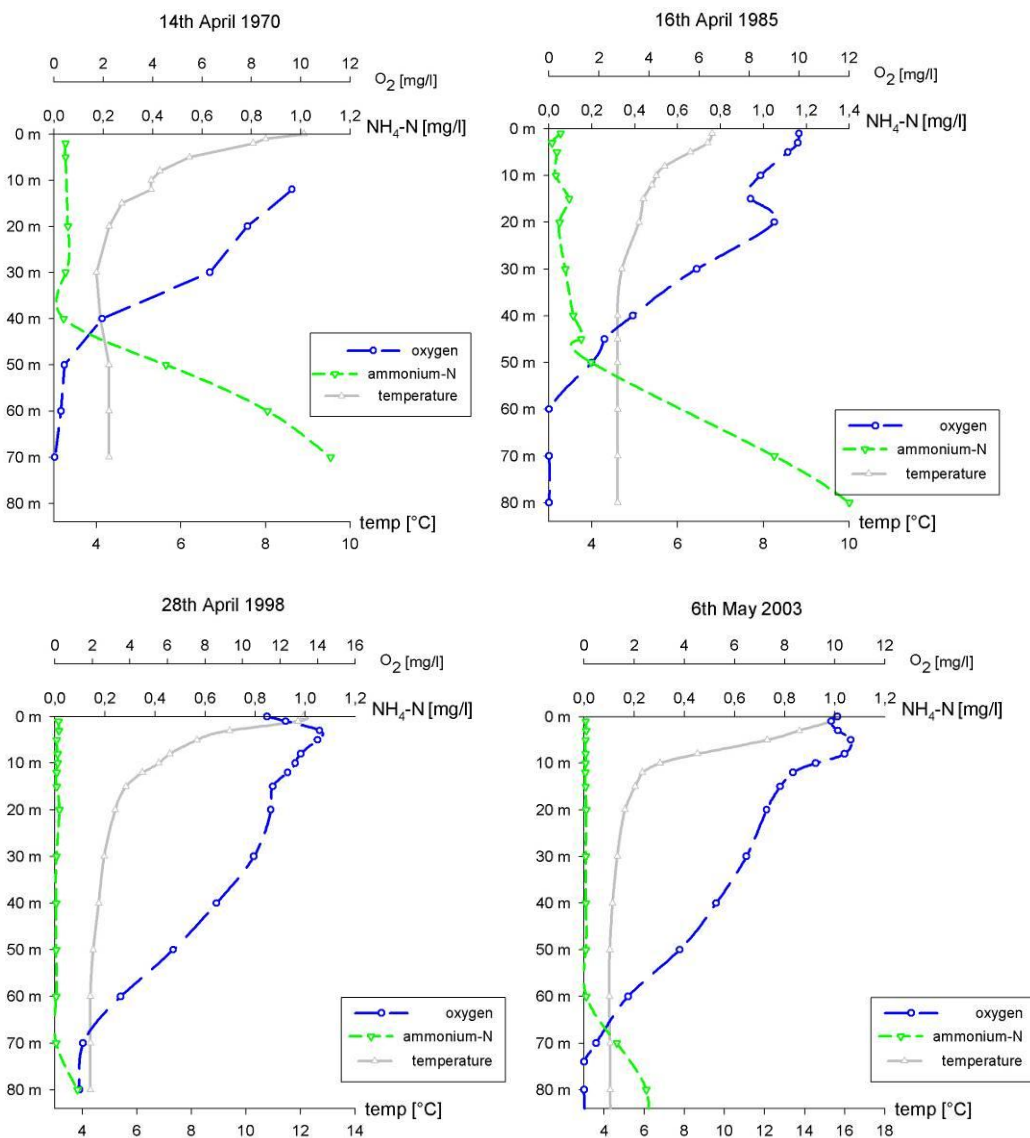 14th April 1970
0 2 4 6 8 10 12
O2 [mg/l]
0,0 0,2 0,4 0,6 0,8 1,0 1,2
NH4-N [mg/l]
0 m
10 m
20 m
30 m
40 m
50 m
60 m
70 m
80 m
oxygen
ammonium-N
temperature
temp [°C]
4 6 8 10
16th April 1985
0 2 4 6 8 10 12
O2 [mg/l]
0,0 0,2 0,4 0,6 0,8 1,0 1,2 1,4
NH4-N [mg/l]
0 m
10 m
20 m
30 m
40 m
50 m
60 m
70 m
80 m
oxygen
ammonium-N
temperature
temp [°C]
4 6 8 10
28th April 1998
0 2 4 6 8 10 12 14 16
O2 [mg/l]
0,0 0,2 0,4 0,6 0,8 1,0 1,2
NH4-N [mg/l]
0 m
10 m
20 m
30 m
40 m
50 m
60 m
70 m
80 m
oxygen
ammonium-N
temperature
temp [°C]
4 6 8 10 12 14
6th May 2003
0 2 4 6 8 10 12
O2 [mg/l]
0,0 0,2 0,4 0,6 0,8 1,0 1,2
NH4-N [mg/l]
0 m
10 m
20 m
30 m
40 m
50 m
60 m
70 m
80 m
oxygen
ammonium-N
temperature
temp [°C]
4 6 8 10 12 14 16 18